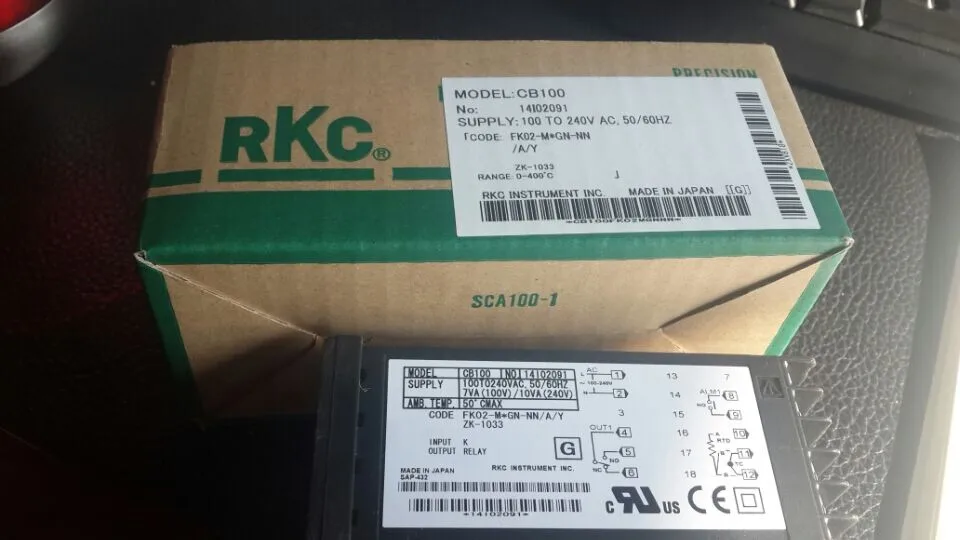 PRECISION
RKC®
MODEL:CB100
No: 14I02091
SUPPLY:100 TO 240V AC, 50/60HZ
「CODE: FK02-M*GN-NN
/A/Y
ZK-1033
RANGE: 0-400℃ 」
RKC INSTRUMENT INC. MADE IN JAPAN [[G]]
*CB100FK02MGNNN*
SCA100-1
MODEL CB100 NO 14I02091
SUPPLY 100TO240VAC, 50/60HZ
7VA(100V)/10VA(240V)
AMB. TEMP. 50°CMAX
CODE FK02-M*GN-NN/A/Y
ZK-1033
INPUT K
OUTPUT RELAY
G
MADE IN JAPAN
SAP-432
RKC INSTRUMENT INC.
*14I02091*
L AC 1 13 7
~ 100-240V
N 2 14 ALM1 8
NO
3 15 9
OUT1 4 16 A RTD 10
5 NO 17 B 11
TC
NC 6 18 B 12
c RU US CE